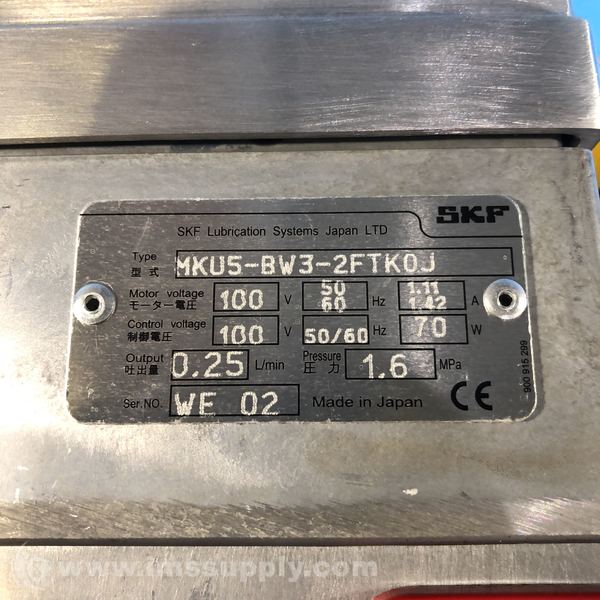 SKF
SKF Lubrication Systems Japan LTD
Type
型式 MKU5-BW3-2FTK0J
Motor voltage 50 1.11
モーター電圧 100 V 60 Hz 1.42 A
Control voltage
制御電圧 100 V 50/60 Hz 70 W
Output Pressure
吐出量 0.25 L/min 圧力 1.6 MPa
Ser.NO. WE 02 Made in Japan CE
900 915 299
www.imssupply.com